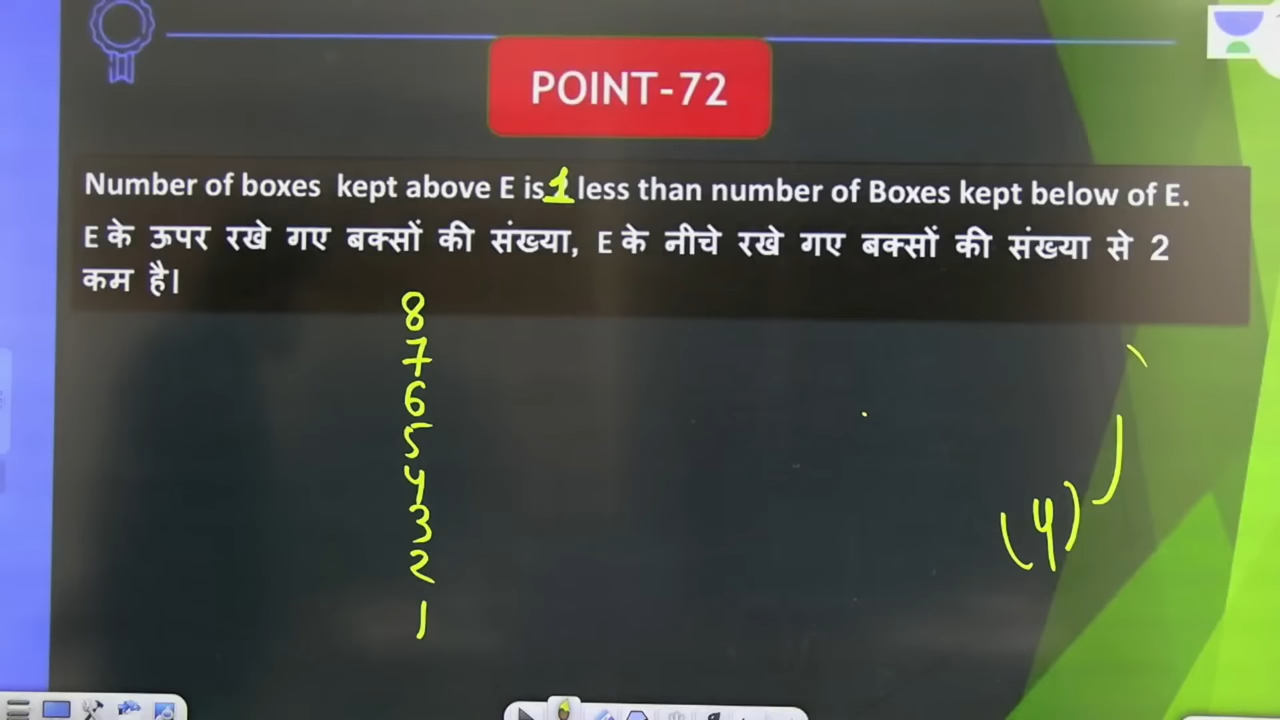 POINT-72
Number of boxes kept above E is 1 less than number of Boxes kept below of E.
E के ऊपर रखे गए बक्सों की संख्या, E के नीचे रखे गए बक्सों की संख्या से 2
कम है।
8
7
6
5
4
3
2
1
(4)